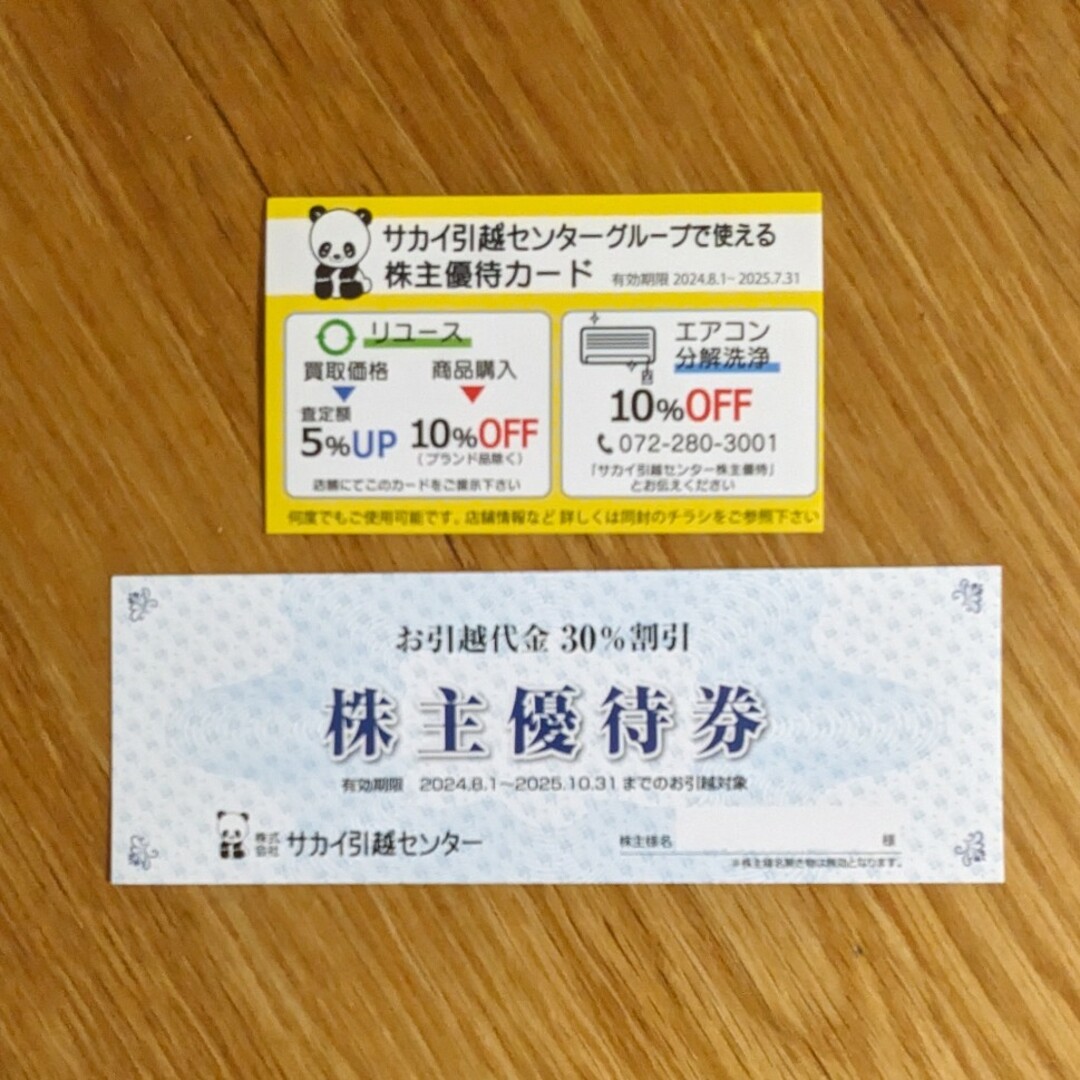 サカイ引越センターグループで使える
株主優待カード 有効期限 2024.8.1~ 2025.7.31
リユース
買取価格 商品購入
査定額
5%UP 10%OFF
(ブランド品除く)
店舗にてこのカードをご提示下さい
エアコン
分解洗浄
10%OFF
072-280-3001
「サカイ引越センター株主優待」
とお伝えください
何度でもご使用可能です。店舗情報など 詳しくは同封のチラシをご参照下さい
お引越代金 30%割引
株主優待券
有効期限 2024.8.1~2025.10.31までのお引越対象
株式会社 サカイ引越センター
株主様名 様
※株主様名無き物は無効となります。